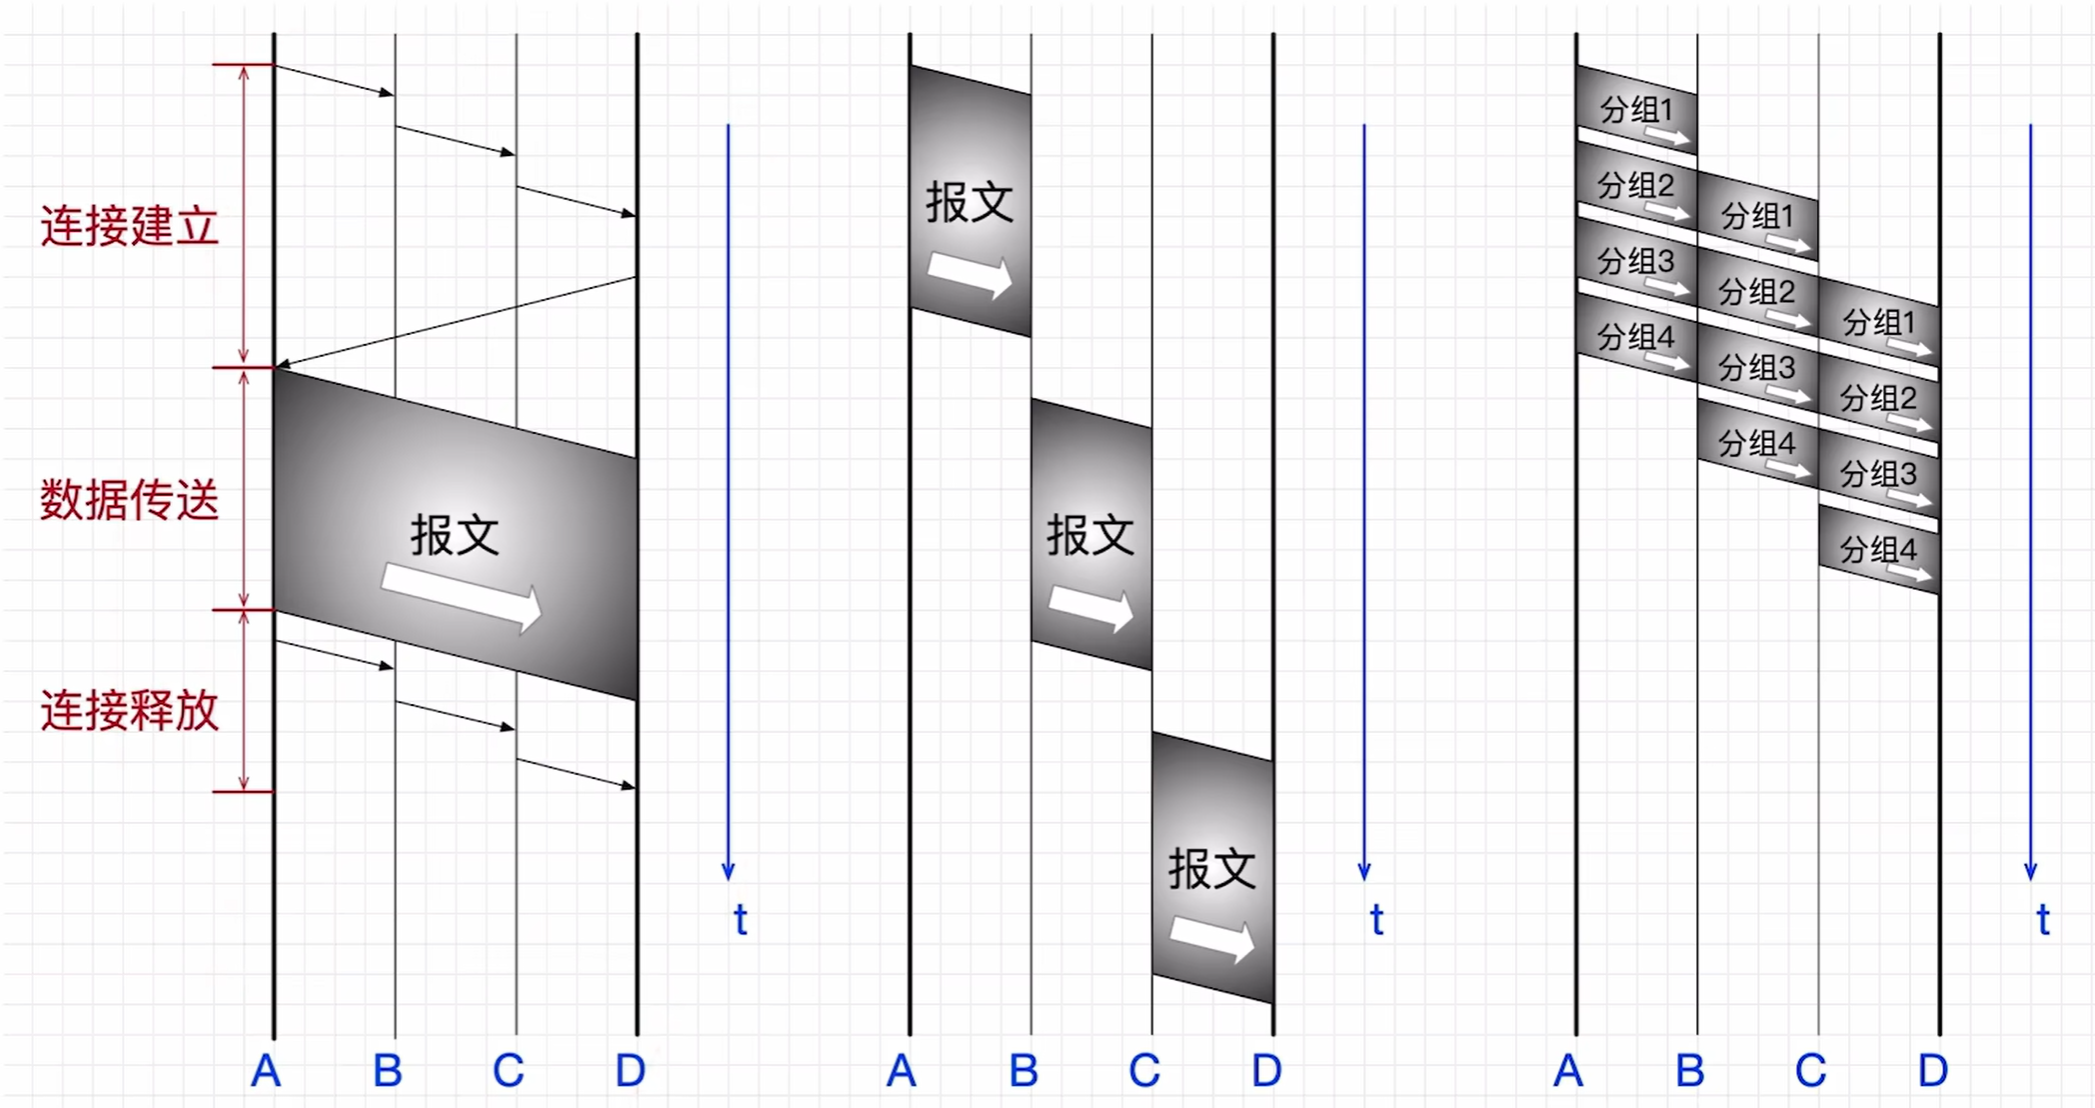 连接建立
数据传送
连接释放
报文
t
A B C D
报文
报文
报文
t
A B C D
分组1
分组2 分组1
分组3 分组2 分组1
分组4 分组3 分组2
分组4 分组3
分组4
t
A B C D